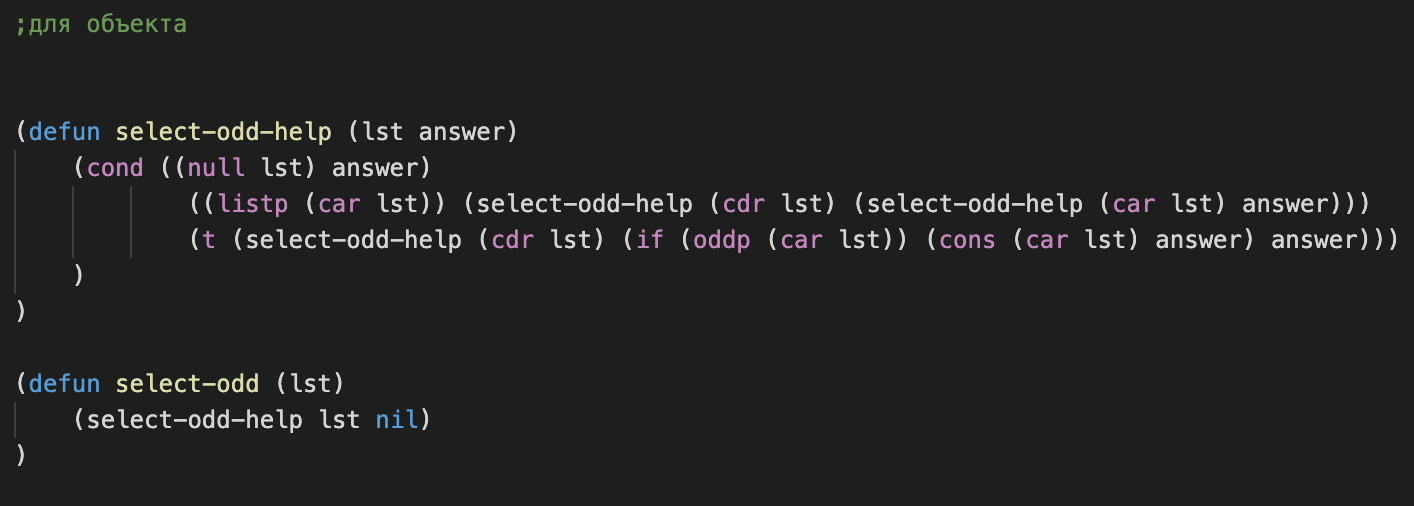 ;для объекта
(defun select-odd-help (lst answer)
    (cond ((null lst) answer)
            ((listp (car lst)) (select-odd-help (cdr lst) (select-odd-help (car lst) answer)))
            (t (select-odd-help (cdr lst) (if (oddp (car lst)) (cons (car lst) answer) answer)))
    )
)
(defun select-odd (lst)
    (select-odd-help lst nil)
)